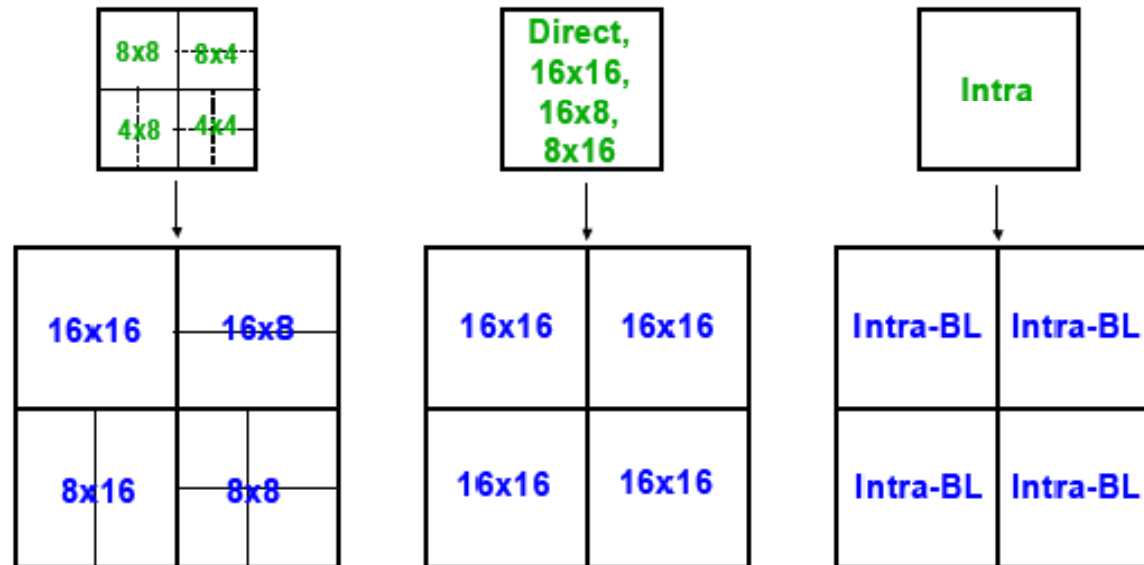 8x8 8x4
4x8 4x4
Direct,
16x16,
16x8,
8x16
Intra
16x16 16x8
8x16 8x8
16x16 16x16
16x16 16x16
Intra-BL Intra-BL
Intra-BL Intra-BL